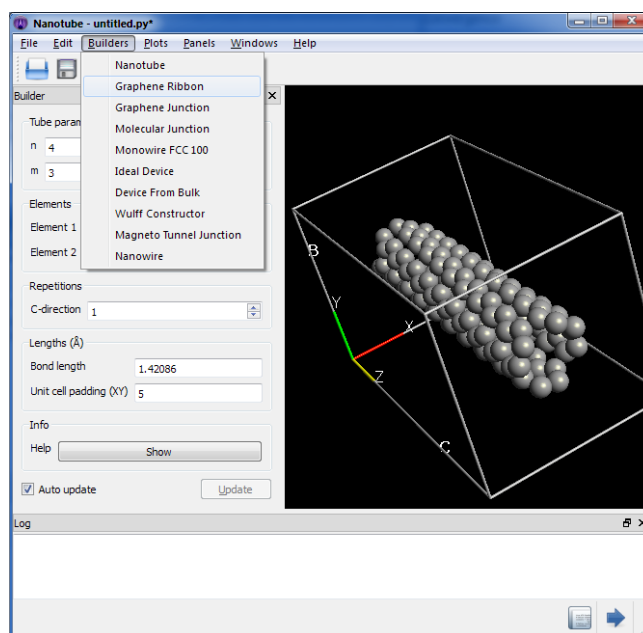 Nanotube - untitled.py*
File Edit Builders Plots Panels Windows Help
Nanotube
Graphene Ribbon
Graphene Junction
Molecular Junction
Monowire FCC 100
Ideal Device
Device From Bulk
Wulff Constructor
Magneto Tunnel Junction
Nanowire
Builder
n 4
m 3
Elements
Element 1
Element 2
Repetitions
C-direction 1
Lengths (Å)
Bond length 1.42086
Unit cell padding (XY) 5
Info
Help Show
Auto update Update
B
Y
X
Z
C
Log